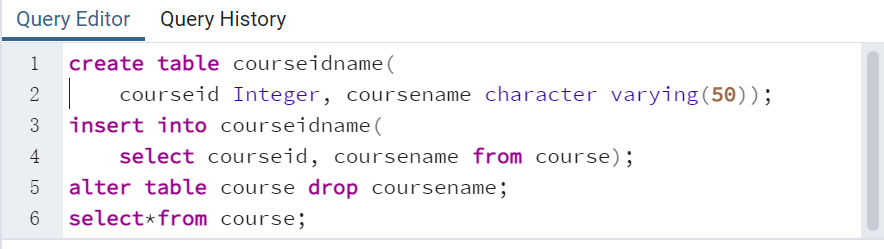 Query Editor Query History
1 create table courseidname(
2 courseid Integer, coursename character varying(50));
3 insert into courseidname(
4 select courseid, coursename from course);
5 alter table course drop coursename;
6 select*from course;